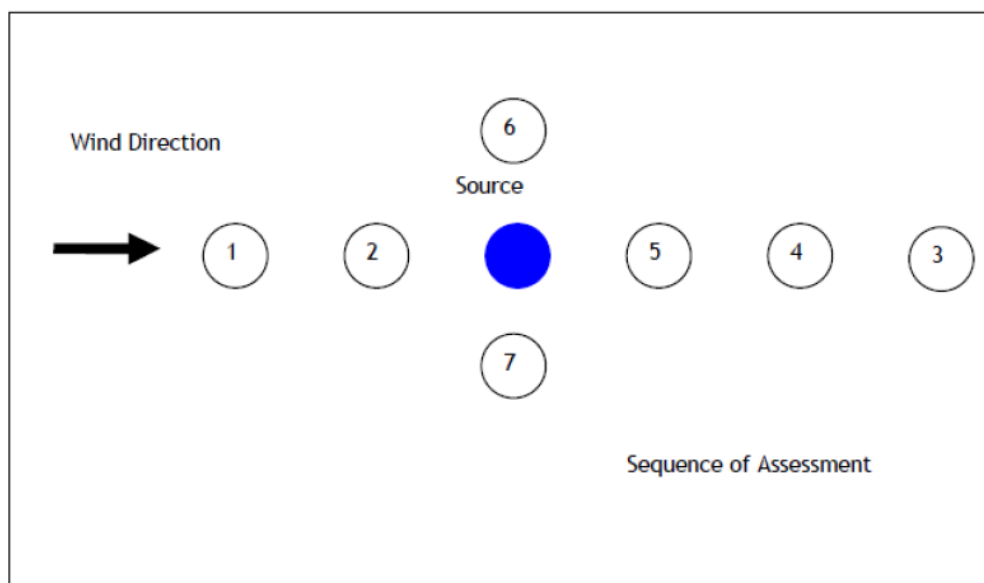 6
Wind Direction
Source
1 2 5 4 3
7
Sequence of Assessment